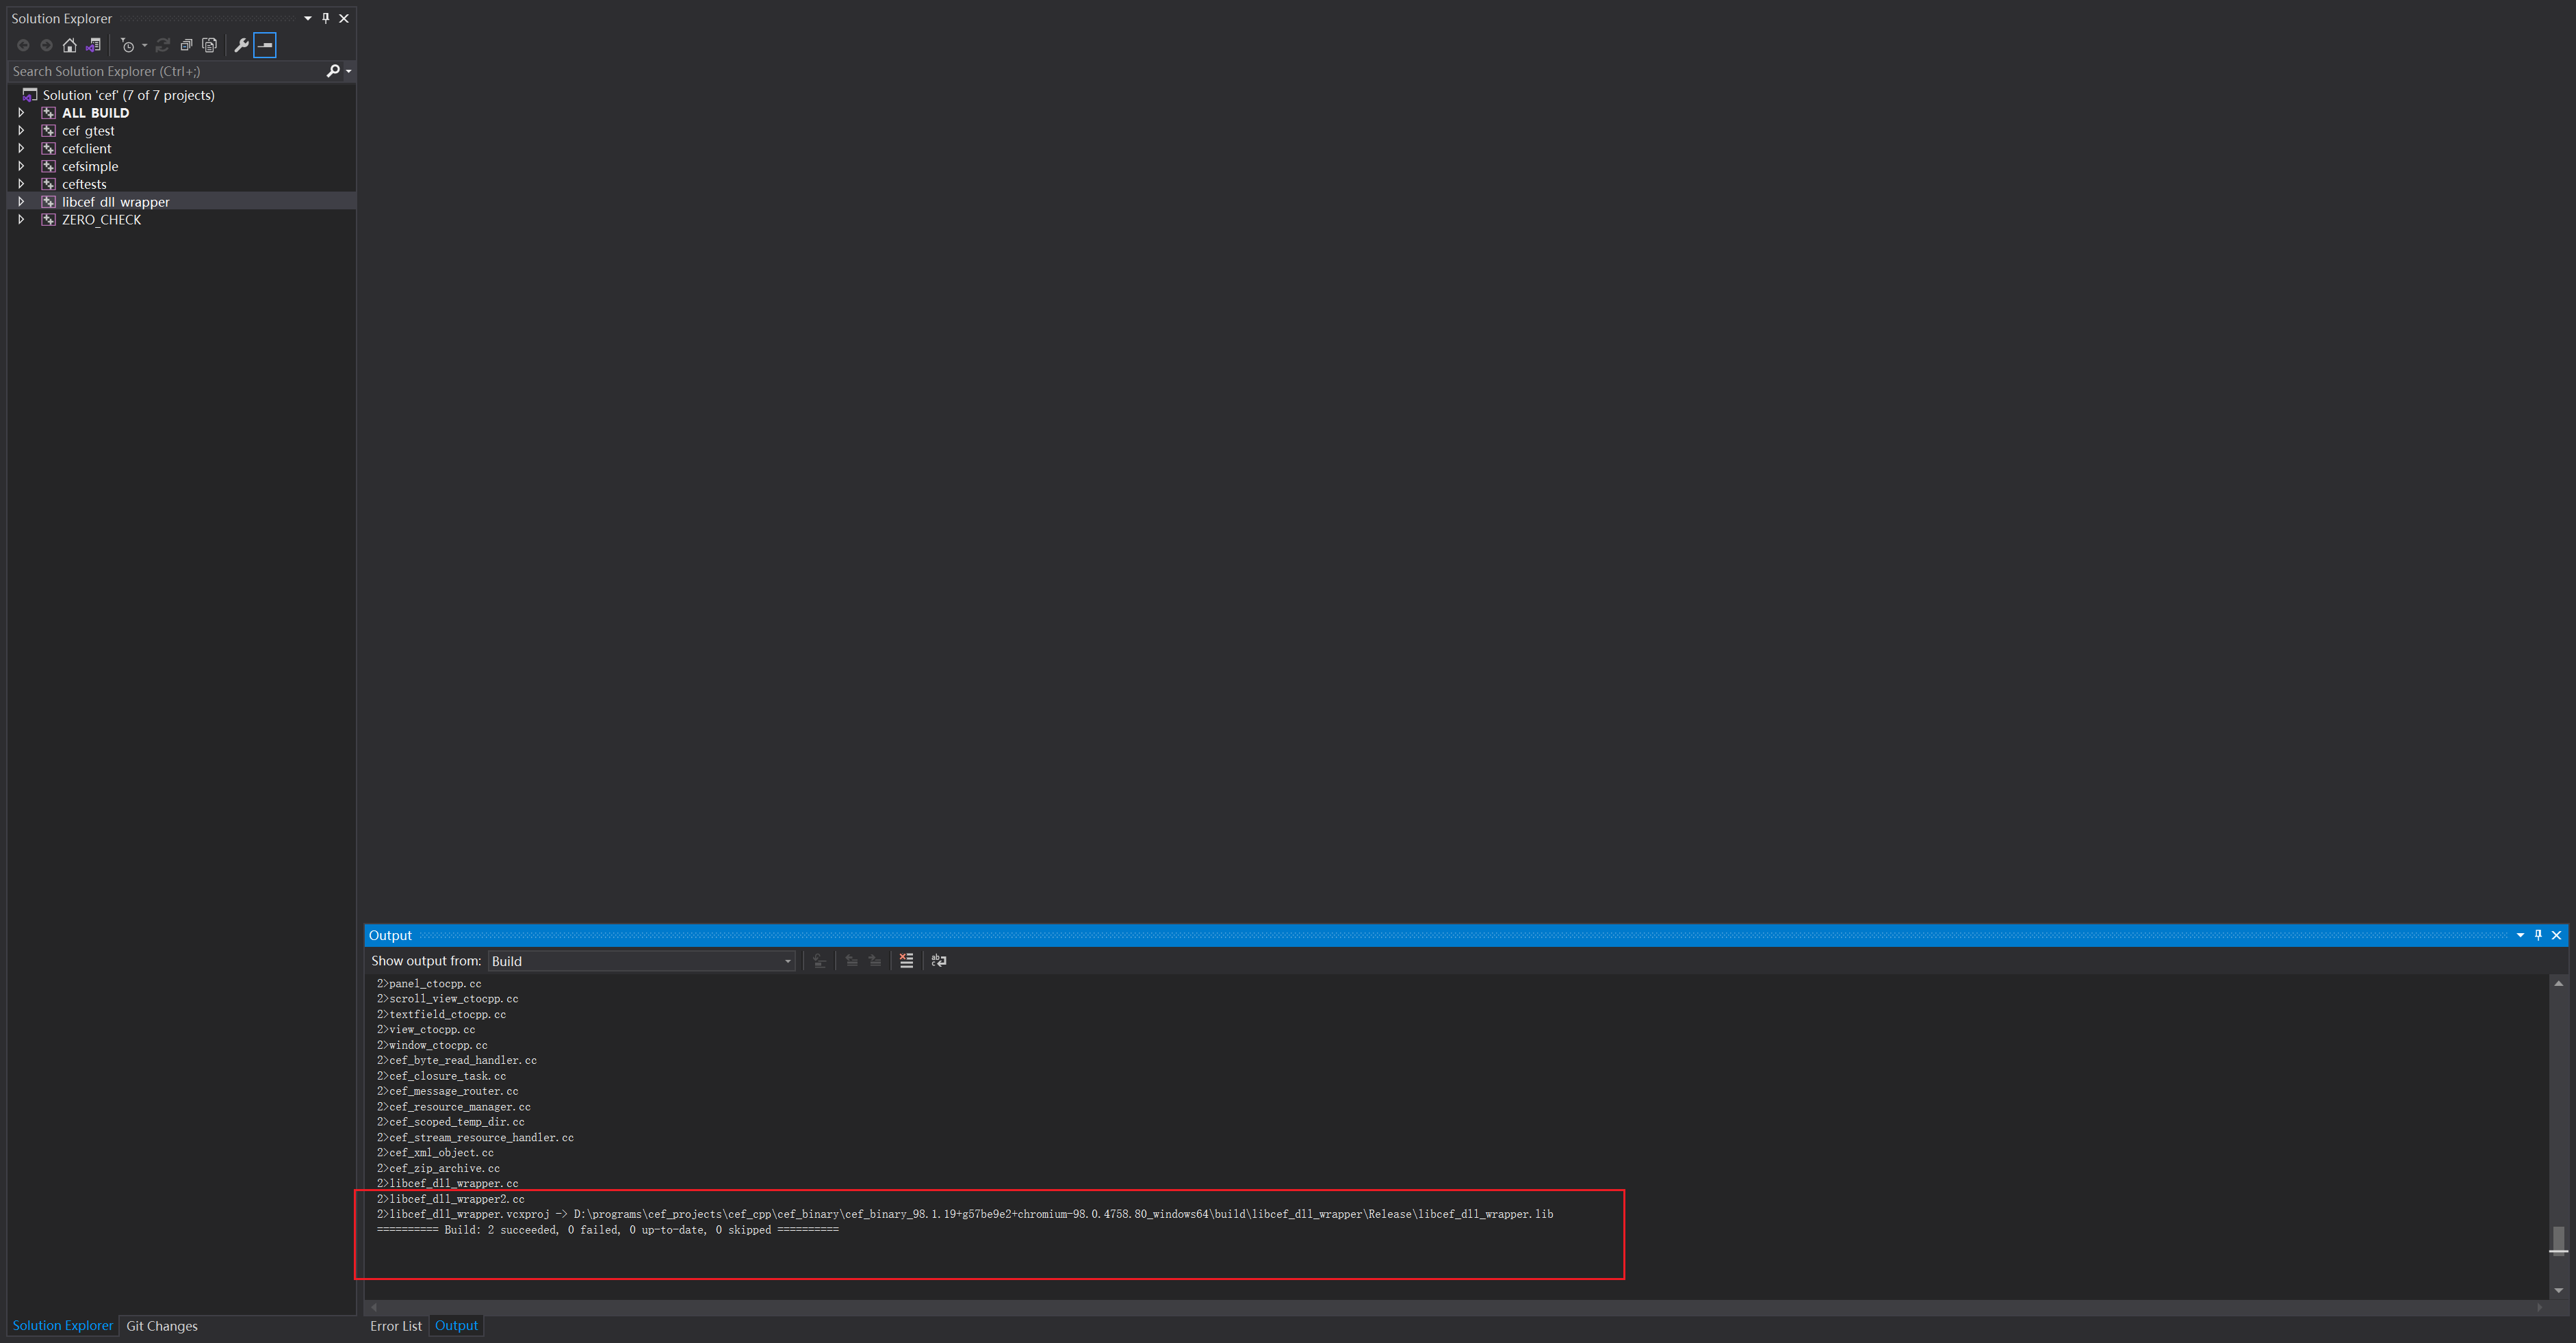 Solution Explorer
Search Solution Explorer (Ctrl+;)
Solution 'cef' (7 of 7 projects)
ALL BUILD
cef gtest
cefclient
cefsimple
ceftests
libcef dll wrapper
ZERO_CHECK
Output
Show output from: Build
2>panel_ctocpp.cc
2>scroll_view_ctocpp.cc
2>textfield_ctocpp.cc
2>view_ctocpp.cc
2>window_ctocpp.cc
2>cef_byte_read_handler.cc
2>cef_closure_task.cc
2>cef_message_router.cc
2>cef_resource_manager.cc
2>cef_scoped_temp_dir.cc
2>cef_stream_resource_handler.cc
2>cef_xml_object.cc
2>cef_zip_archive.cc
2>libcef_dll_wrapper.cc
2>libcef_dll_wrapper2.cc
2>libcef_dll_wrapper.vcxproj -> D:\programs\cef_projects\cef_cpp\cef_binary\cef_binary_98.1.19+g57be9e2+chromium-98.0.4758.80_windows64\build\libcef_dll_wrapper\Release\libcef_dll_wrapper.lib
========== Build: 2 succeeded, 0 failed, 0 up-to-date, 0 skipped ==========
Solution Explorer Git Changes
Error List Output